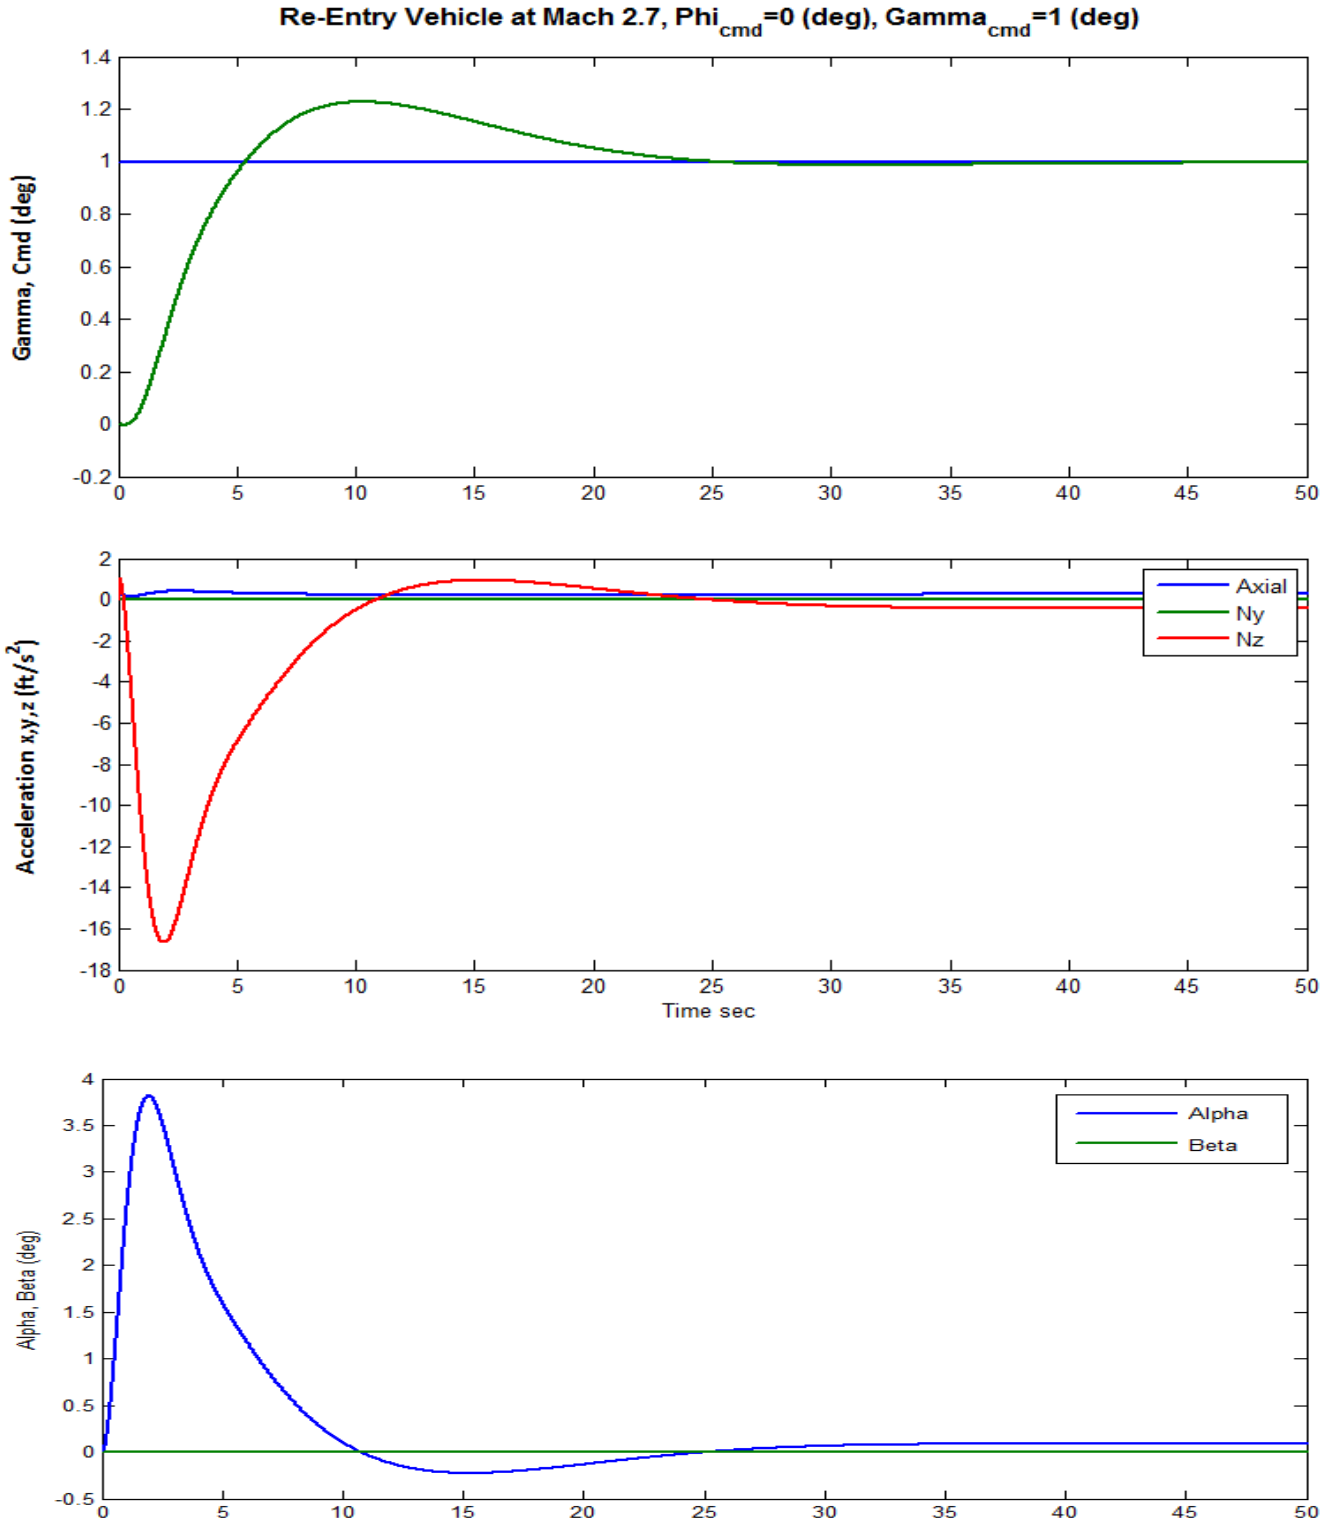 Re-Entry Vehicle at Mach 2.7, Phi_cmd=0 (deg), Gamma_cmd=1 (deg)
Gamma, Cmd (deg)
1.4
1.2
1
0.8
0.6
0.4
0.2
0
-0.2
0 5 10 15 20 25 30 35 40 45 50
Acceleration x,y,z (ft/s^2)
2
0
-2
-4
-6
-8
-10
-12
-14
-16
-18
Axial
Ny
Nz
0 5 10 15 20 25 30 35 40 45 50
Time sec
Alpha, Beta (deg)
4
3.5
3
2.5
2
1.5
1
0.5
0
-0.5
Alpha
Beta
0 5 10 15 20 25 30 35 40 45 50